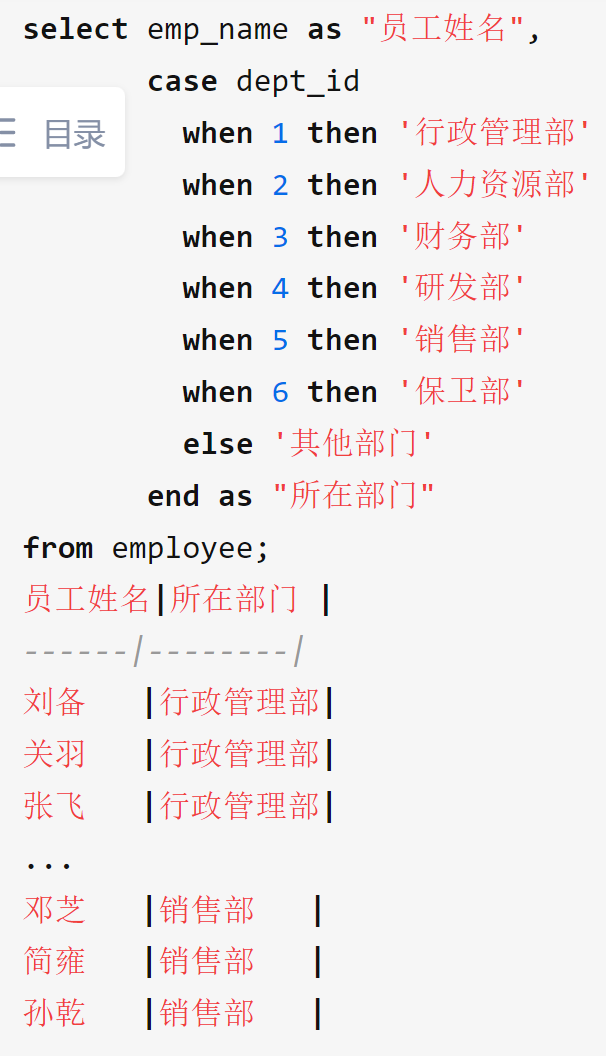 select emp_name as "员工姓名",
case dept_id
目录
when 1 then '行政管理部'
when 2 then '人力资源部'
when 3 then '财务部'
when 4 then '研发部'
when 5 then '销售部'
when 6 then '保卫部'
else '其他部门'
end as "所在部门"
from employee;
员工姓名|所在部门 |
------|--------|
刘备   |行政管理部|
关羽   |行政管理部|
张飞   |行政管理部|
...
邓芝   |销售部   |
简雍   |销售部   |
孙乾   |销售部   |